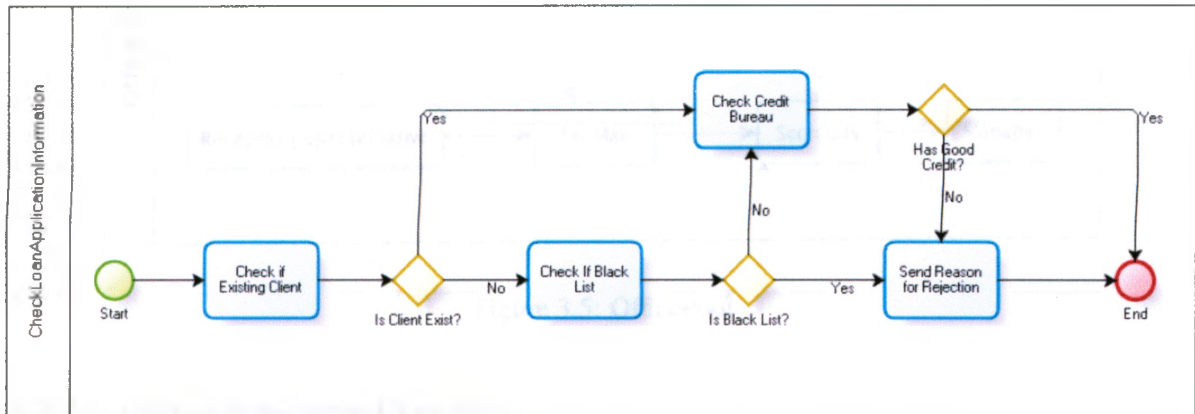 CheckLoanApplicationInformation
Start
Check if
Existing Client
Is Client Exist?
Yes
No
Check If Black
List
Is Black List?
No
Yes
Check Credit
Bureau
Has Good
Credit?
Yes
No
Send Reason
for Rejection
End